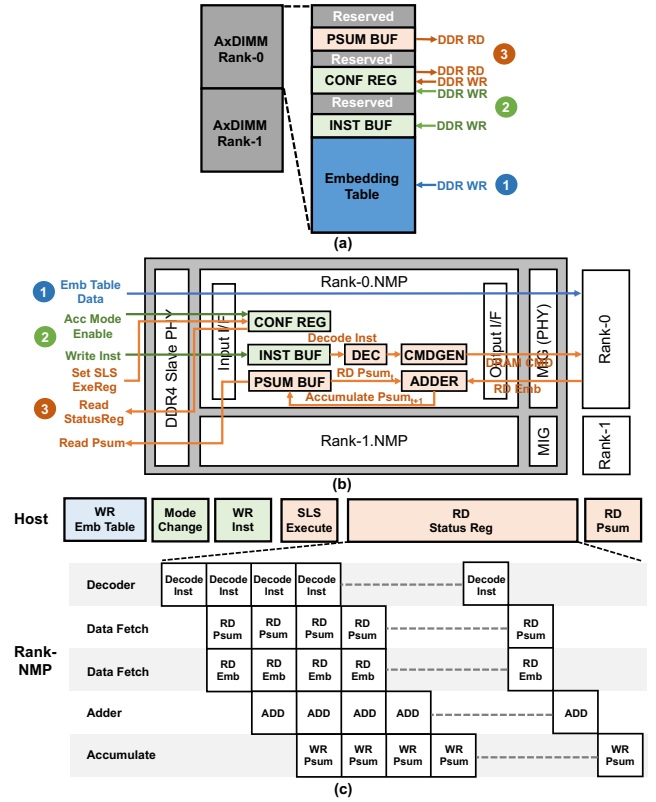 Reserved
AxDIMM
Rank-0
PSUM BUF
DDR RD
Reserved
3
DDR RD
DDR WR
CONF REG
DDR WR
Reserved
2
AxDIMM
Rank-1
INST BUF
DDR WR
Embedding
Table
DDR WR
1
(a)
Rank-0.NMP
1
Emb Table
Data
DDR4 Slave PHY
Input I/F
Output I/F
MIG (PHY)
Rank-0
Acc Mode
Enable
CONF REG
2
Decode Inst
Write Inst
INST BUF
DEC
CMDGEN
DRAM CMD
Set SLS
ExeReg
PSUM BUF
RD Psumt
ADDER
RD Emb
3
Read
StatusReg
Accumulate Psumt+1
Read Psum
Rank-1.NMP
MIG
Rank-1
(b)
Host
WR
Emb Table
Mode
Change
WR
Inst
SLS
Execute
RD
Status Reg
RD
Psum
Rank-
NMP
Decoder
Decode
Inst
Decode
Inst
Decode
Inst
Decode
Inst
Decode
Inst
Data Fetch
RD
Psum
RD
Psum
RD
Psum
RD
Psum
RD
Psum
Data Fetch
RD
Emb
RD
Emb
RD
Emb
RD
Emb
RD
Emb
Adder
ADD
ADD
ADD
ADD
ADD
Accumulate
WR
Psum
WR
Psum
WR
Psum
WR
Psum
WR
Psum
(c)